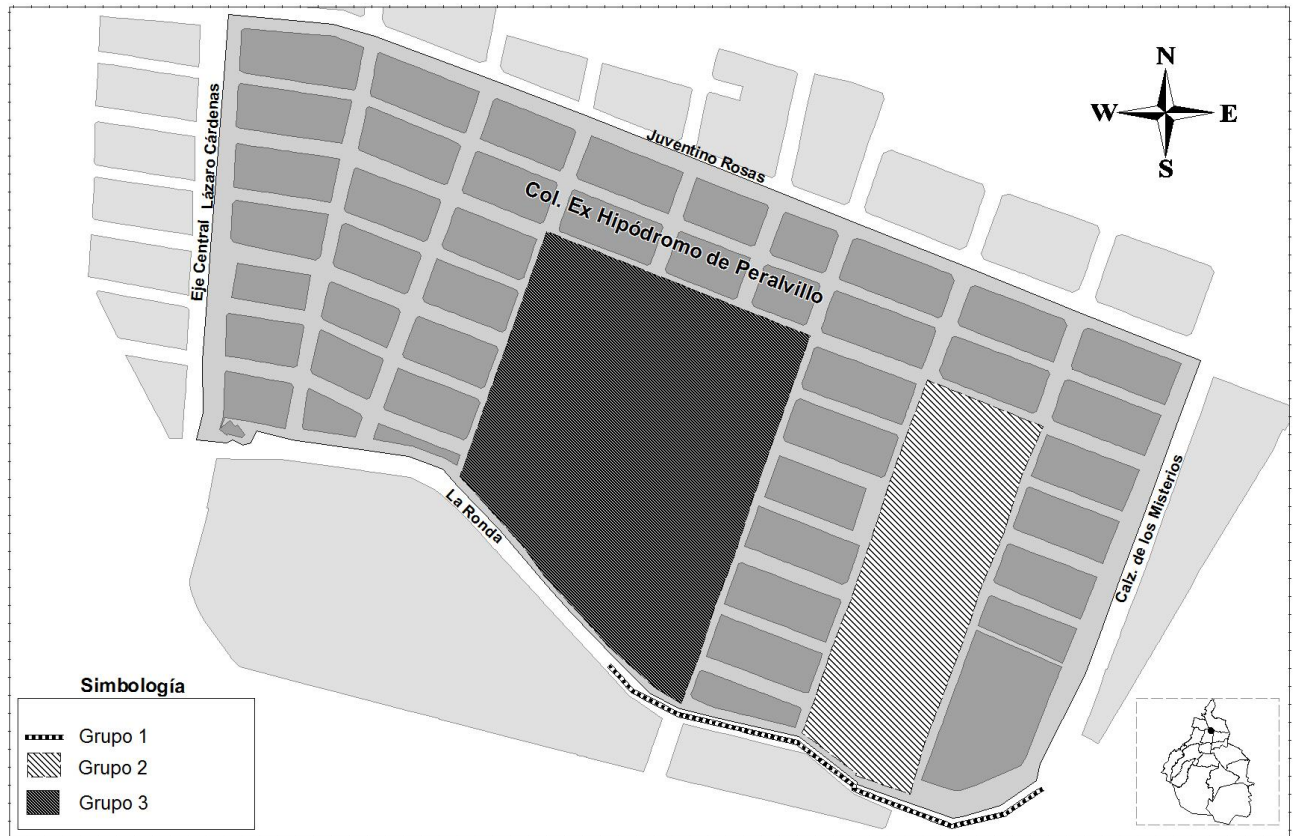 N
W E
S
Juventino Rosas
Eje Central Lázaro Cárdenas
Col. Ex Hipódromo de Peralvillo
La Ronda
Calz. de los Misterios
Simbología
Grupo 1
Grupo 2
Grupo 3